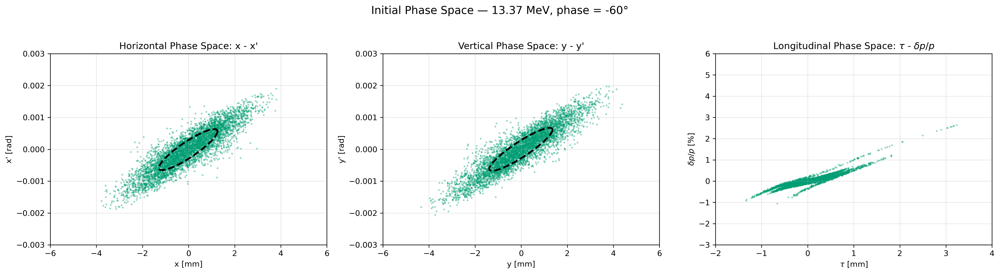 Initial Phase Space — 13.37 MeV, phase = -60°
Horizontal Phase Space: x - x'
0.003
0.002
0.001
0.000
−0.001
−0.002
−0.003
x' [rad]
−6 −4 −2 0 2 4 6
x [mm]
Vertical Phase Space: y - y'
0.003
0.002
0.001
0.000
−0.001
−0.002
−0.003
y' [rad]
−6 −4 −2 0 2 4 6
y [mm]
Longitudinal Phase Space: τ - δp/p
6
5
4
3
2
1
0
−1
−2
−3
δp/p [%]
−2 −1 0 1 2 3 4
τ [mm]